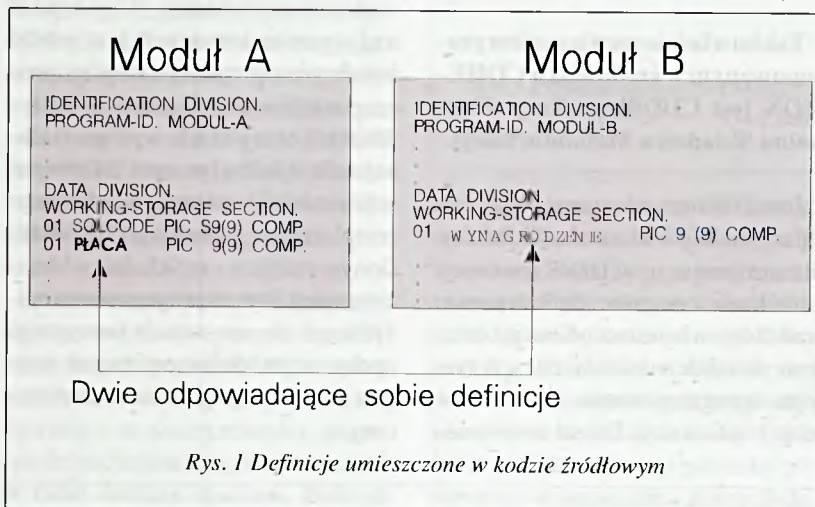 Moduł A
IDENTIFICATION DIVISION.
PROGRAM-ID. MODUL-A.
DATA DIVISION.
WORKING-STORAGE SECTION.
01 SQLCODE PIC S9(9) COMP.
01 PŁACA PIC 9(9) COMP.
Moduł B
IDENTIFICATION DIVISION.
PROGRAM-ID. MODUL-B.
DATA DIVISION.
WORKING-STORAGE SECTION.
01 WYNAGRODZENIE PIC 9 (9) COMP.
Dwie odpowiadające sobie definicje
Rys. 1 Definicje umieszczone w kodzie źródłowym